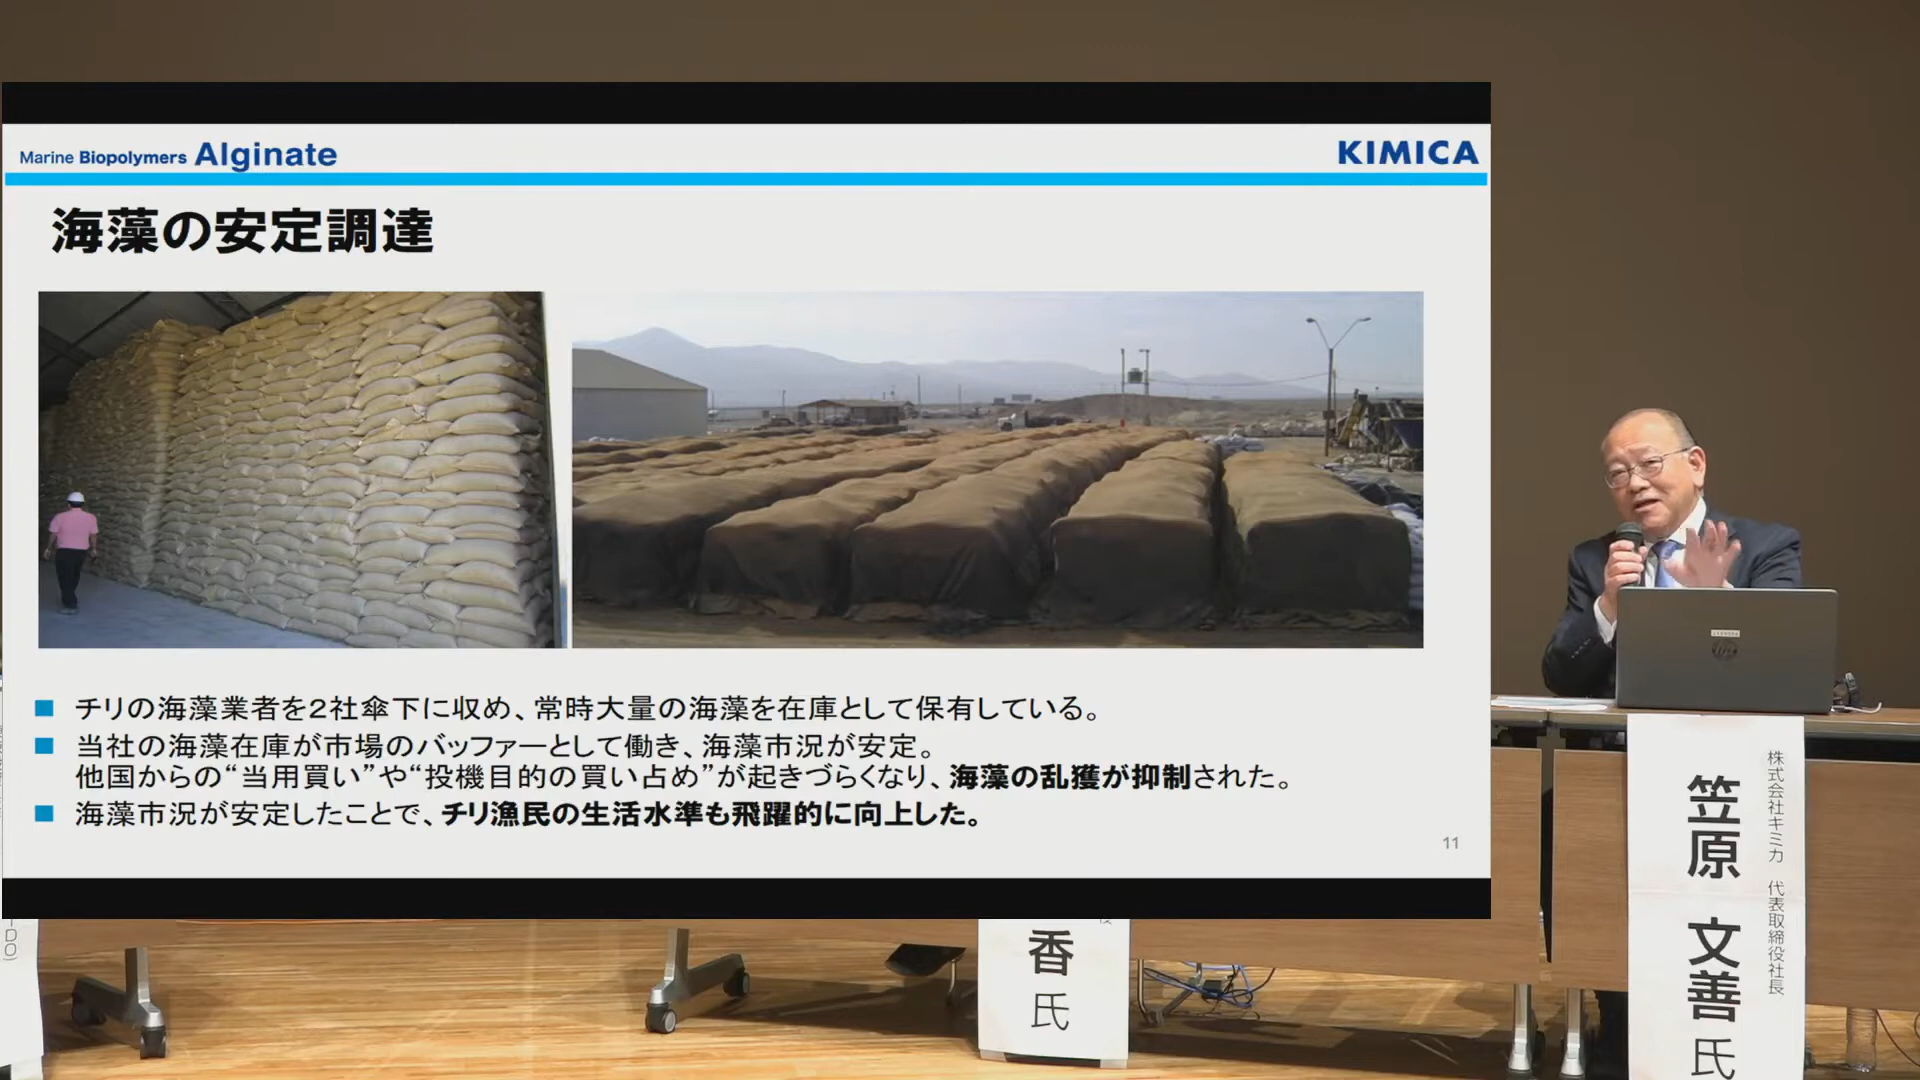 Marine Biopolymers Alginate
KIMICA
海藻の安定調達
■ チリの海藻業者を2社傘下に収め、常時大量の海藻を在庫として保有している。
■ 当社の海藻在庫が市場のバッファーとして働き、海藻市況が安定。
他国からの“当用買い”や“投機目的の買い占め”が起きづらくなり、海藻の乱獲が抑制された。
■ 海藻市況が安定したことで、チリ漁民の生活水準も飛躍的に向上した。
11
株式会社キミカ 代表取締役社長
笠原 文善 氏
香 氏